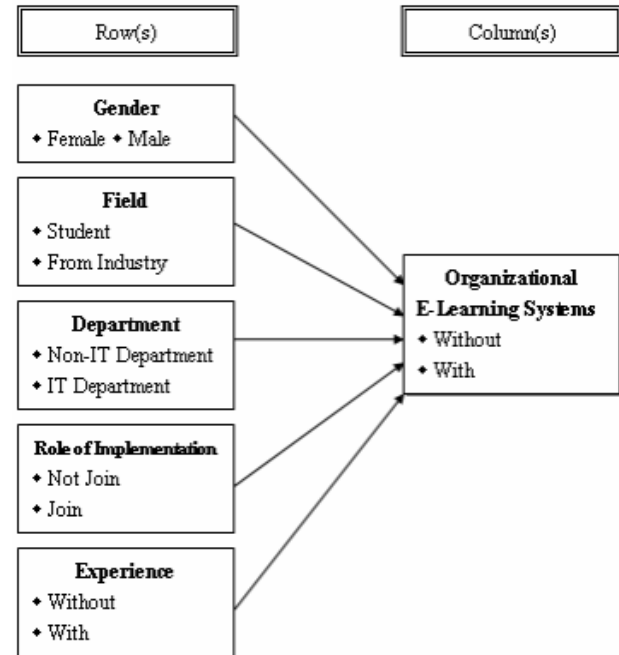 Row(s)
Column(s)
Gender
◆ Female ◆ Male
Field
◆ Student
◆ From Industry
Department
◆ Non-IT Department
◆ IT Department
Role of Implementation
◆ Not Join
◆ Join
Experience
◆ Without
◆ With
Organizational
E-Learning Systems
◆ Without
◆ With